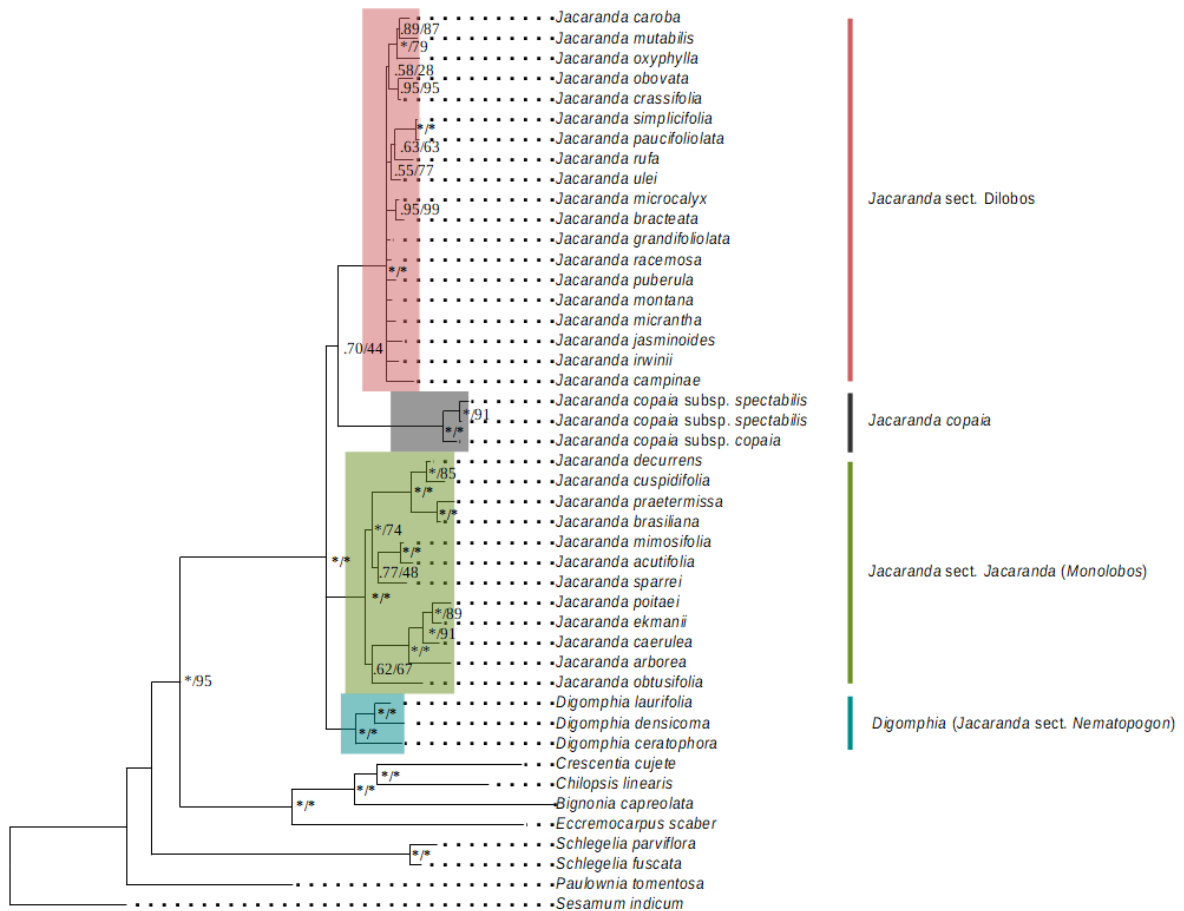 Jacaranda caroba
.89/87
Jacaranda mutabilis
*/79
Jacaranda oxyphylla
.58/28
Jacaranda obovata
.95/95
Jacaranda crassifolia
Jacaranda simplicifolia
*/*
Jacaranda paucifoliolata
.63/63
Jacaranda rufa
.55/77
Jacaranda ulei
Jacaranda microcalyx
Jacaranda sect. Dilobos
.95/99
Jacaranda bracteata
Jacaranda grandifoliolata
Jacaranda racemosa
*/*
Jacaranda puberula
Jacaranda montana
Jacaranda micrantha
Jacaranda jasminoides
.70/44
Jacaranda irwinii
Jacaranda campinae
Jacaranda copaia subsp. spectabilis
*/91
Jacaranda copaia subsp. spectabilis
Jacaranda copaia
*/*
Jacaranda copaia subsp. copaia
Jacaranda decurrens
*/85
Jacaranda cuspidifolia
*/*
Jacaranda praetermissa
*/*
Jacaranda brasiliana
*/74
Jacaranda mimosifolia
*/*
*/*
Jacaranda acutifolia
.77/48
Jacaranda sect. Jacaranda (Monolobos)
Jacaranda sparrei
*/*
Jacaranda poitaei
*/89
Jacaranda ekmanii
*/91
Jacaranda caerulea
*/*
Jacaranda arborea
.62/67
Jacaranda obtusifolia
*/95
Digomphia laurifolia
*/*
Digomphia densicoma
Digomphia (Jacaranda sect. Nematopogon)
*/*
Digomphia ceratophora
Crescentia cujete
*/*
Chilopsis linearis
*/*
Bignonia capreolata
*/*
Eccremocarpus scaber
Schlegelia parviflora
*/*
Schlegelia fuscata
Paulownia tomentosa
Sesamum indicum